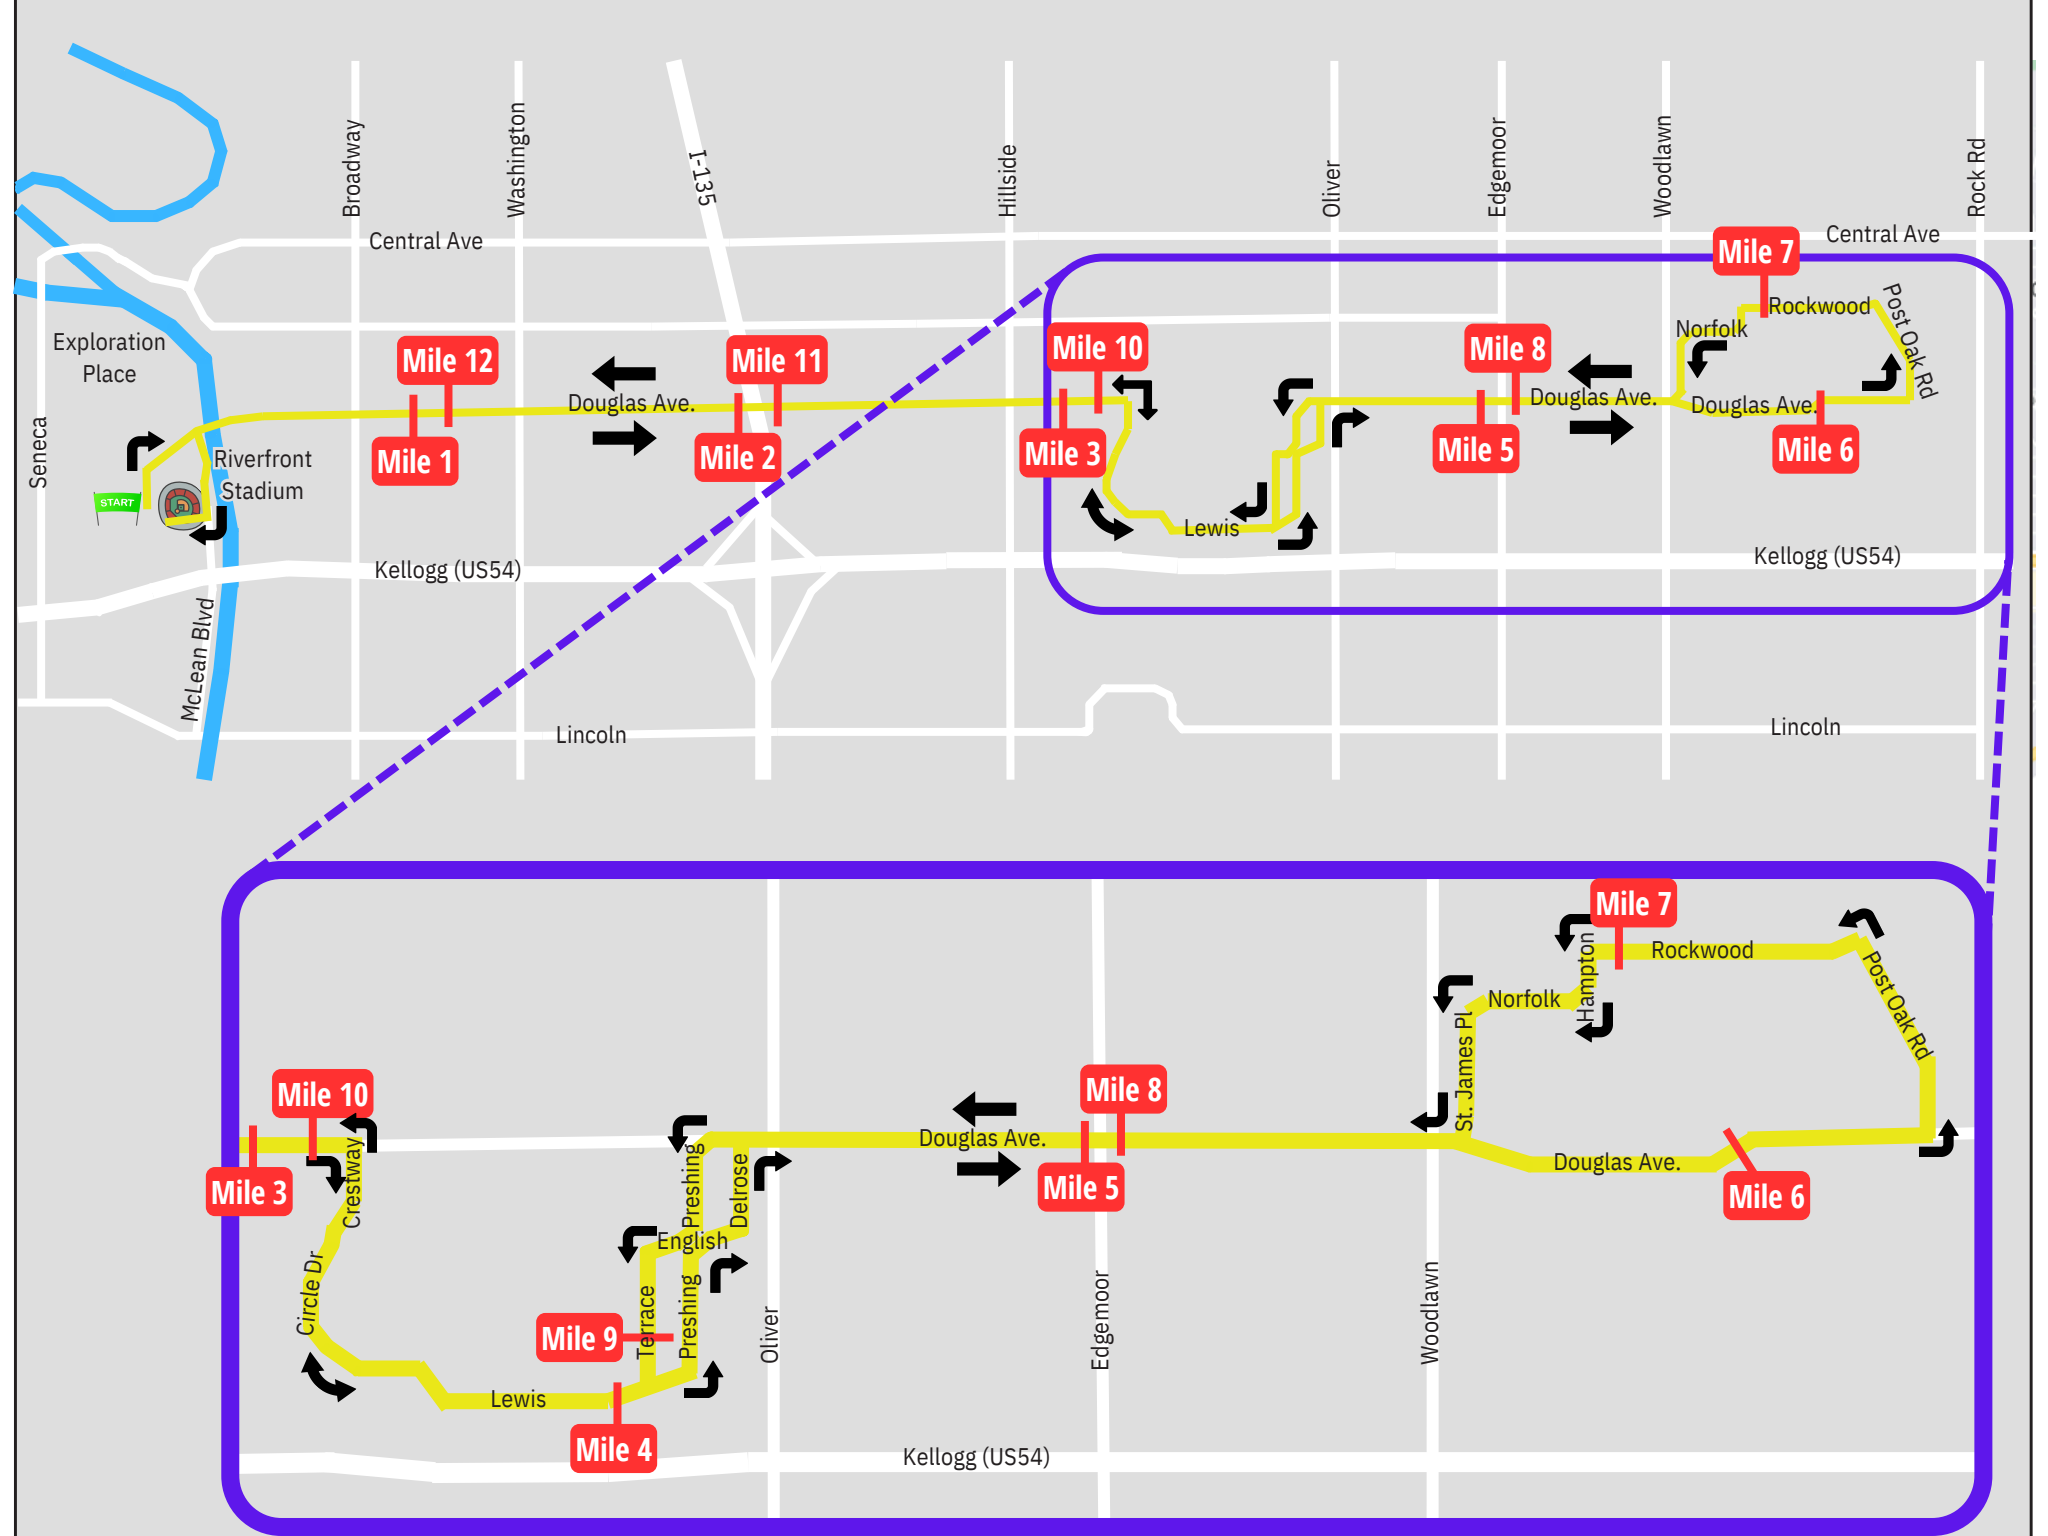 Broadway
Washington
I-135
Hillside
Oliver
Edgemoor
Woodlawn
Rock Rd
Central Ave
Central Ave
Mile 7
Rockwood
Post Oak Rd
Norfolk
Exploration
Place
Mile 12
Mile 11
Mile 10
Mile 8
Douglas Ave.
Douglas Ave.
Douglas Ave.
Seneca
Riverfront
Stadium
Mile 1
Mile 2
Mile 3
Mile 5
Mile 6
START
Lewis
Kellogg (US54)
Kellogg (US54)
McLean Blvd
Lincoln
Lincoln
Mile 7
Hampton
Rockwood
Post Oak Rd
Norfolk
St. James Pl.
Mile 10
Mile 8
Crestway
Preshing
Delrose
Douglas Ave.
Douglas Ave.
Mile 3
Mile 5
Mile 6
English
Circle Dr
Terrace
Preshing
Oliver
Edgemoor
Woodlawn
Mile 9
Lewis
Mile 4
Kellogg (US54)